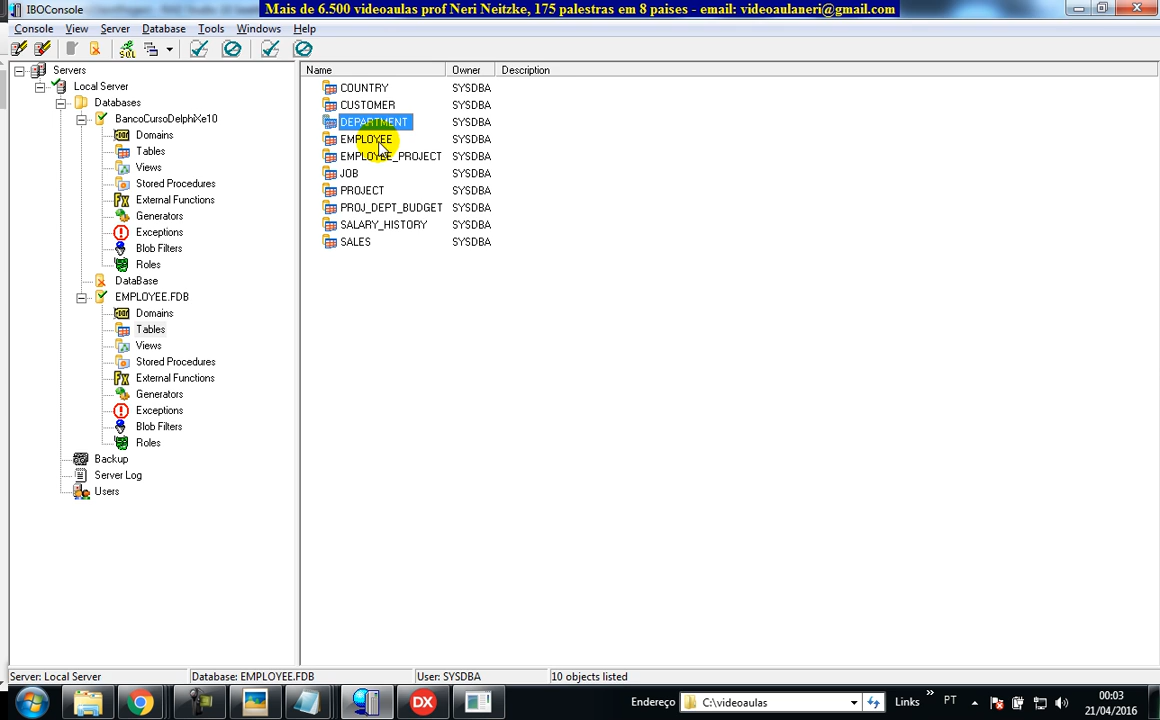 IBOConsole
Mais de 6.500 videoaulas prof Neri Neitzke, 175 palestras em 8 paises - email: videoaulaneri@gmail.com
Console View Server Database Tools Windows Help
SQL
Servers
Local Server
Databases
BancoCursoDelphiXe10
Domains
Tables
Views
Stored Procedures
External Functions
Generators
Exceptions
Blob Filters
Roles
DataBase
EMPLOYEE.FDB
Domains
Tables
Views
Stored Procedures
External Functions
Generators
Exceptions
Blob Filters
Roles
Backup
Server Log
Users
Name Owner Description
COUNTRY SYSDBA
CUSTOMER SYSDBA
DEPARTMENT SYSDBA
EMPLOYEE SYSDBA
EMPLOYEE_PROJECT SYSDBA
JOB SYSDBA
PROJECT SYSDBA
PROJ_DEPT_BUDGET SYSDBA
SALARY_HISTORY SYSDBA
SALES SYSDBA
Server: Local Server Database: EMPLOYEE.FDB User: SYSDBA 10 objects listed
DX
Endereço C:\videoaulas Links » PT 00:03
21/04/2016